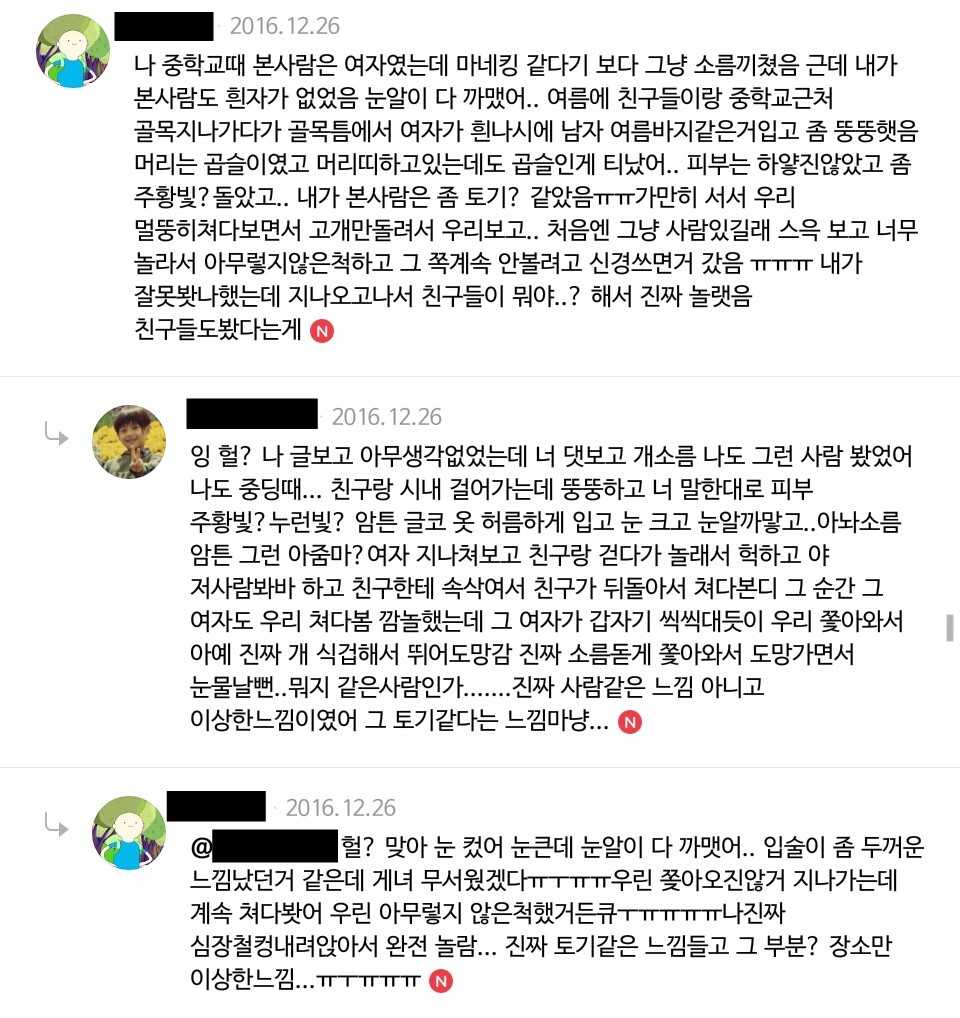 2016.12.26
나 중학교때 본사람은 여자였는데 마네킹 같다기 보다 그냥 소름끼쳤음 근데 내가
본사람도 흰자가 없었음 눈알이 다 까맸어.. 여름에 친구들이랑 중학교근처
골목지나가다가 골목틈에서 여자가 흰나시에 남자 여름바지같은거입고 좀 뚱뚱햇음
머리는 곱슬이였고 머리띠하고있는데도 곱슬인게 티났어.. 피부는 하얗진않았고 좀
주황빛? 돌았고.. 내가 본사람은 좀 토기? 같았음ㅠㅠ가만히 서서 우리
멀뚱히쳐다보면서 고개만돌려서 우리보고.. 처음엔 그냥 사람있길래 스윽 보고 너무
놀라서 아무렇지않은척하고 그 쪽계속 안볼려고 신경쓰면거 갔음 ㅠㅠㅠ 내가
잘못봣나했는데 지나오고나서 친구들이 뭐야..? 해서 진짜 놀랫음
친구들도봤다는게 N
2016.12.26
잉 헐? 나 글보고 아무생각없었는데 너 댓보고 개소름 나도 그런 사람 봤었어
나도 중딩때... 친구랑 시내 걸어가는데 뚱뚱하고 너 말한대로 피부
주황빛?누런빛? 암튼 글코 옷 허름하게 입고 눈 크고 눈알까맣고..아놔소름
암튼 그런 아줌마?여자 지나쳐보고 친구랑 걷다가 놀래서 헉하고 야
저사람봐바 하고 친구한테 속삭여서 친구가 뒤돌아서 쳐다본디 그 순간 그
여자도 우리 쳐다봄 깜놀했는데 그 여자가 갑자기 씩씩대듯이 우리 쫓아와서
아예 진짜 개 식겁해서 뛰어도망감 진짜 소름돋게 쫓아와서 도망가면서
눈물날뻔..뭐지 같은사람인가.......진짜 사람같은 느낌 아니고
이상한느낌이였어 그 토기같다는 느낌마냥... N
2016.12.26
@ 헐? 맞아 눈 컸어 눈큰데 눈알이 다 까맷어.. 입술이 좀 두꺼운
느낌났던거 같은데 게녀 무서웠겠다ㅠㅜㅠㅠ우린 쫓아오진않거 지나가는데
계속 쳐다봣어 우린 아무렇지 않은척했거든큐ㅜㅠㅠㅠㅠ나진짜
심장철컹내려앉아서 완전 놀람... 진짜 토기같은 느낌들고 그 부분? 장소만
이상한느낌...ㅠㅜㅠㅠㅠ N